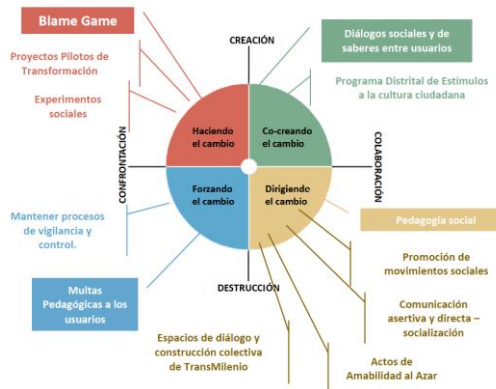 Blame Game
CREACIÓN
Diálogos sociales y de
saberes entre usuarios
Proyectos Pilotos de
Transformación
Programa Distrital de Estímulos
a la cultura ciudadana
Experimentos
sociales
Haciendo
el cambio
Co-creando
el cambio
CONFRONTACIÓN
COLABORACIÓN
Forzando
el cambio
Dirigiendo
el cambio
Mantener procesos
de vigilancia y
control.
Pedagogía social
Promoción de
movimientos sociales
Multas
Pedagógicas a los
usuarios
DESTRUCCIÓN
Comunicación
asertiva y directa –
socialización
Espacios de diálogo y
construcción colectiva
de TransMilenio
Actos de
Amabilidad al Azar